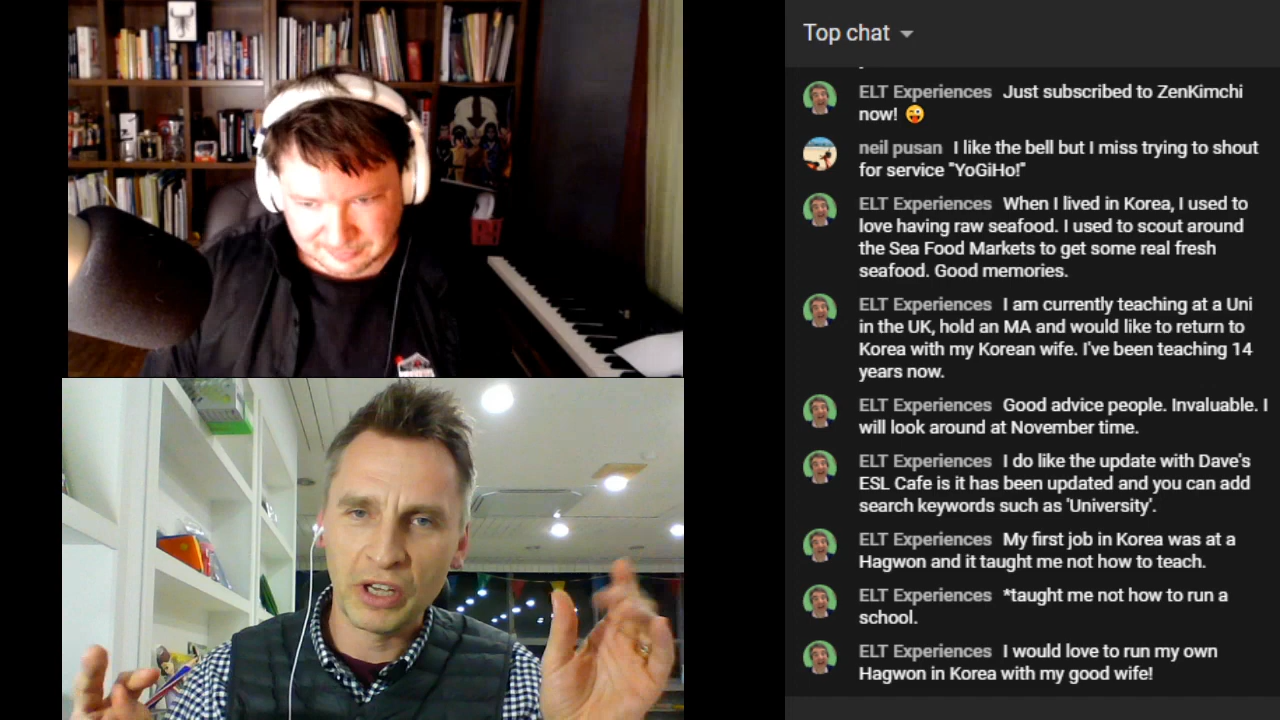 Top chat
ELT Experiences Just subscribed to ZenKimchi
now! 😜
neil pusan I like the bell but I miss trying to shout
for service "YoGiHo!"
ELT Experiences When I lived in Korea, I used to
love having raw seafood. I used to scout around
the Sea Food Markets to get some real fresh
seafood. Good memories.
ELT Experiences I am currently teaching at a Uni
in the UK, hold an MA and would like to return to
Korea with my Korean wife. I've been teaching 14
years now.
ELT Experiences Good advice people. Invaluable. I
will look around at November time.
ELT Experiences I do like the update with Dave's
ESL Cafe is it has been updated and you can add
search keywords such as 'University'.
ELT Experiences My first job in Korea was at a
Hagwon and it taught me not how to teach.
ELT Experiences *taught me not how to run a
school.
ELT Experiences I would love to run my own
Hagwon in Korea with my good wife!